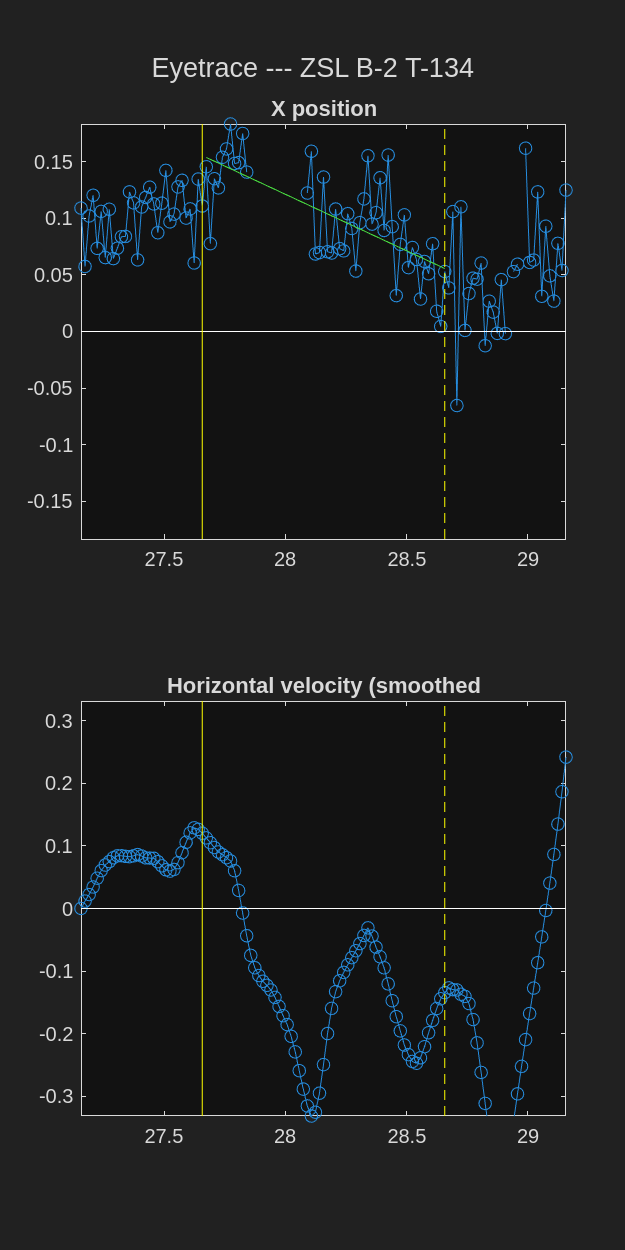 Eyetrace --- ZSL B-2 T-134
X position
0.15
0.1
0.05
0
-0.05
-0.1
-0.15
27.5 28 28.5 29
Horizontal velocity (smoothed
0.3
0.2
0.1
0
-0.1
-0.2
-0.3
27.5 28 28.5 29